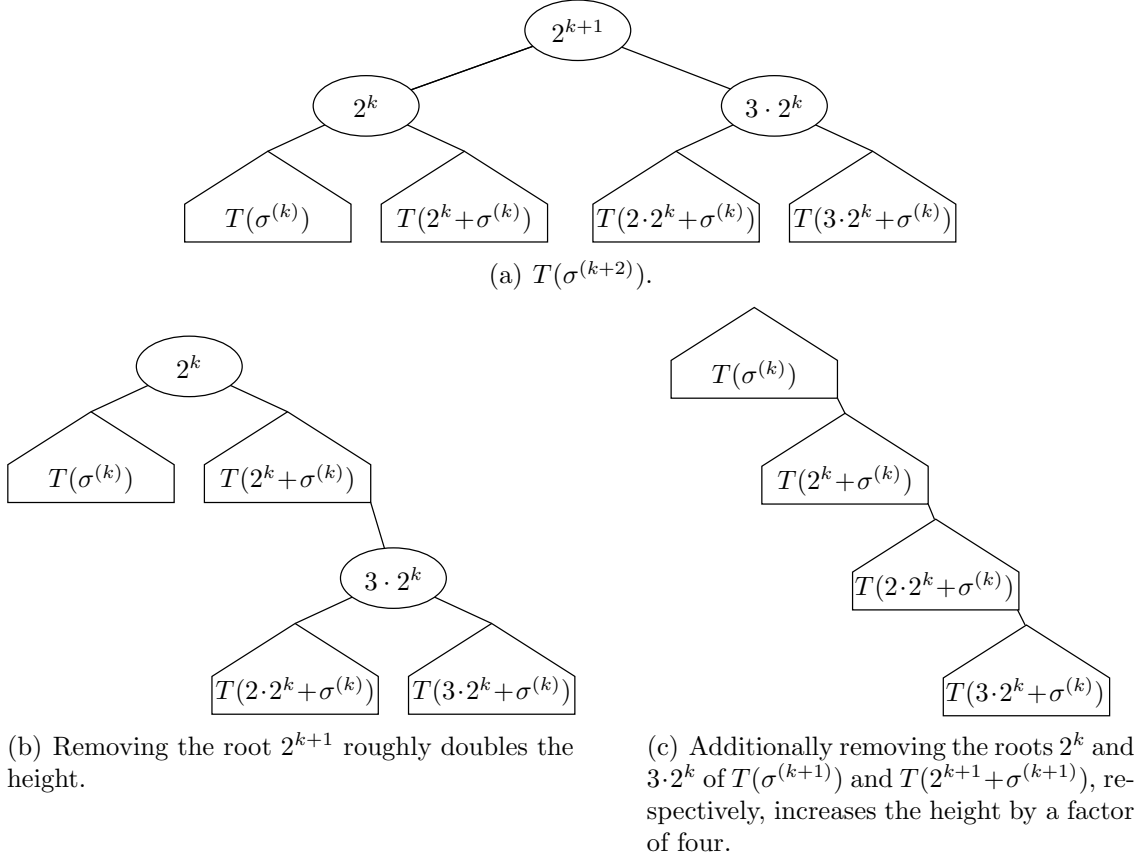 2^{k+1}
2^k 3 · 2^k
T(σ^{(k)}) T(2^k+σ^{(k)}) T(2·2^k+σ^{(k)}) T(3·2^k+σ^{(k)})
(a) T(σ^{(k+2)}).
2^k
T(σ^{(k)}) T(2^k+σ^{(k)})
3 · 2^k
T(2·2^k+σ^{(k)}) T(3·2^k+σ^{(k)})
(b) Removing the root 2^{k+1} roughly doubles the
height.
T(σ^{(k)})
T(2^k+σ^{(k)})
T(2·2^k+σ^{(k)})
T(3·2^k+σ^{(k)})
(c) Additionally removing the roots 2^k and
3·2^k of T(σ^{(k+1)}) and T(2^{k+1}+σ^{(k+1)}), re-
spectively, increases the height by a factor
of four.